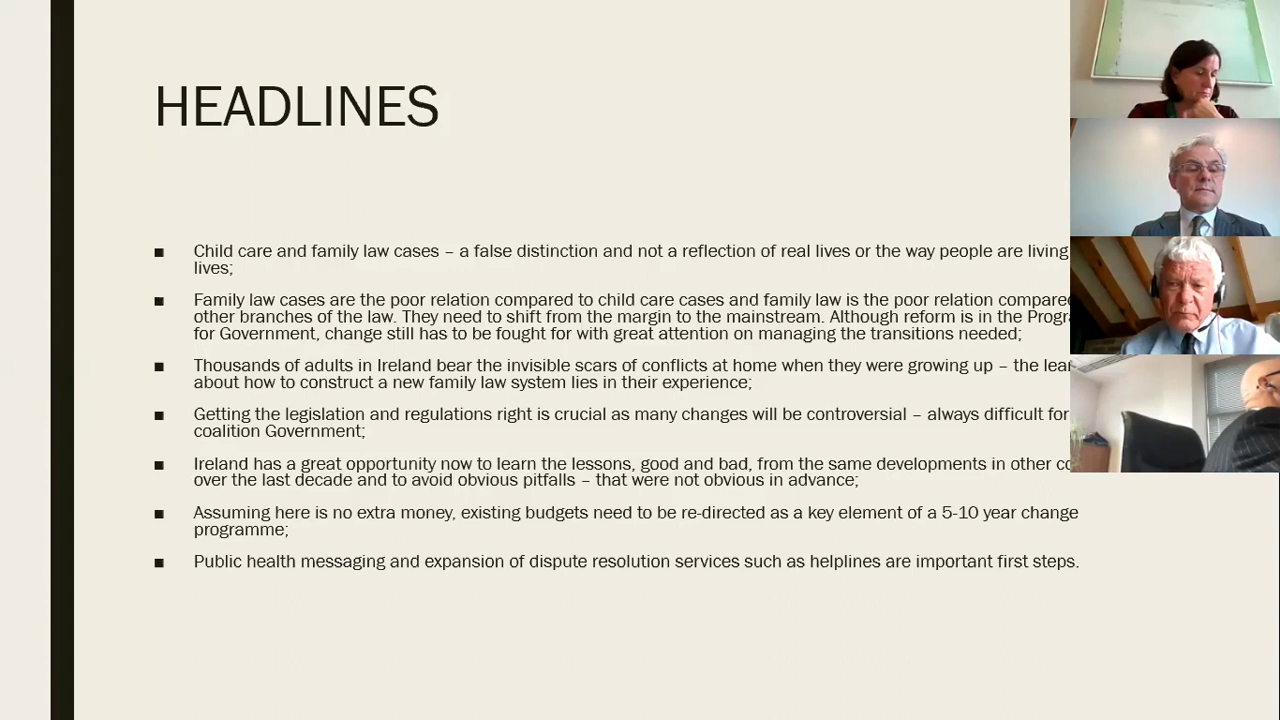 HEADLINES
■ Child care and family law cases – a false distinction and not a reflection of real lives or the way people are living
lives;
■ Family law cases are the poor relation compared to child care cases and family law is the poor relation
other branches of the law. They need to shift from the margin to the mainstream. Although reform is in the
for Government, change still has to be fought for with great attention on managing the transitions needed;
■ Thousands of adults in Ireland bear the invisible scars of conflicts at home when they were growing up – the
about how to construct a new family law system lies in their experience;
■ Getting the legislation and regulations right is crucial as many changes will be controversial – always difficult for
coalition Government;
■ Ireland has a great opportunity now to learn the lessons, good and bad, from the same developments in other
over the last decade and to avoid obvious pitfalls – that were not obvious in advance;
■ Assuming here is no extra money, existing budgets need to be re-directed as a key element of a 5-10 year change
programme;
■ Public health messaging and expansion of dispute resolution services such as helplines are important first steps.